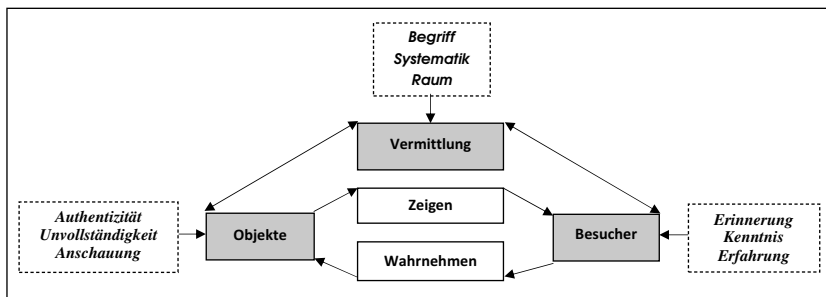 Begriff
Systematik
Raum
Vermittlung
Authentizität
Unvollständigkeit
Anschauung
Objekte
Zeigen
Wahrnehmen
Besucher
Erinnerung
Kenntnis
Erfahrung